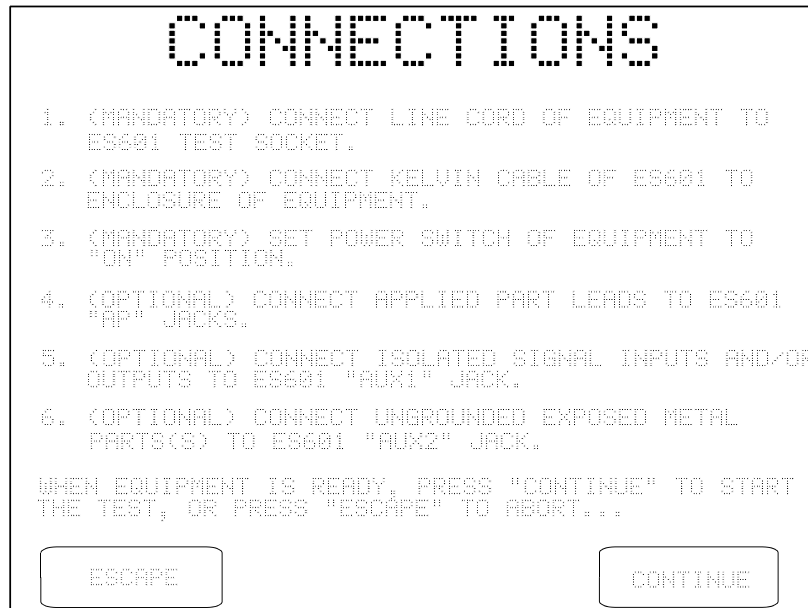 CONNECTIONS
1. (MANDATORY) CONNECT LINE CORD OF EQUIPMENT TO
ES601 TEST SOCKET.
2. (MANDATORY) CONNECT KELVIN CABLE OF ES601 TO
ENCLOSURE OF EQUIPMENT.
3. (MANDATORY) SET POWER SWITCH OF EQUIPMENT TO
"ON" POSITION.
4. (OPTIONAL) CONNECT APPLIED PART LEADS TO ES601
"AP" JACKS.
5. (OPTIONAL) CONNECT ISOLATED SIGNAL INPUTS AND/OR
OUTPUTS TO ES601 "AUX1" JACK.
6. (OPTIONAL) CONNECT UNGROUNDED EXPOSED METAL
PARTS(S) TO ES601 "AUX2" JACK.
WHEN EQUIPMENT IS READY, PRESS "CONTINUE" TO START
THE TEST, OR PRESS "ESCAPE" TO ABORT...
ESCAPE
CONTINUE